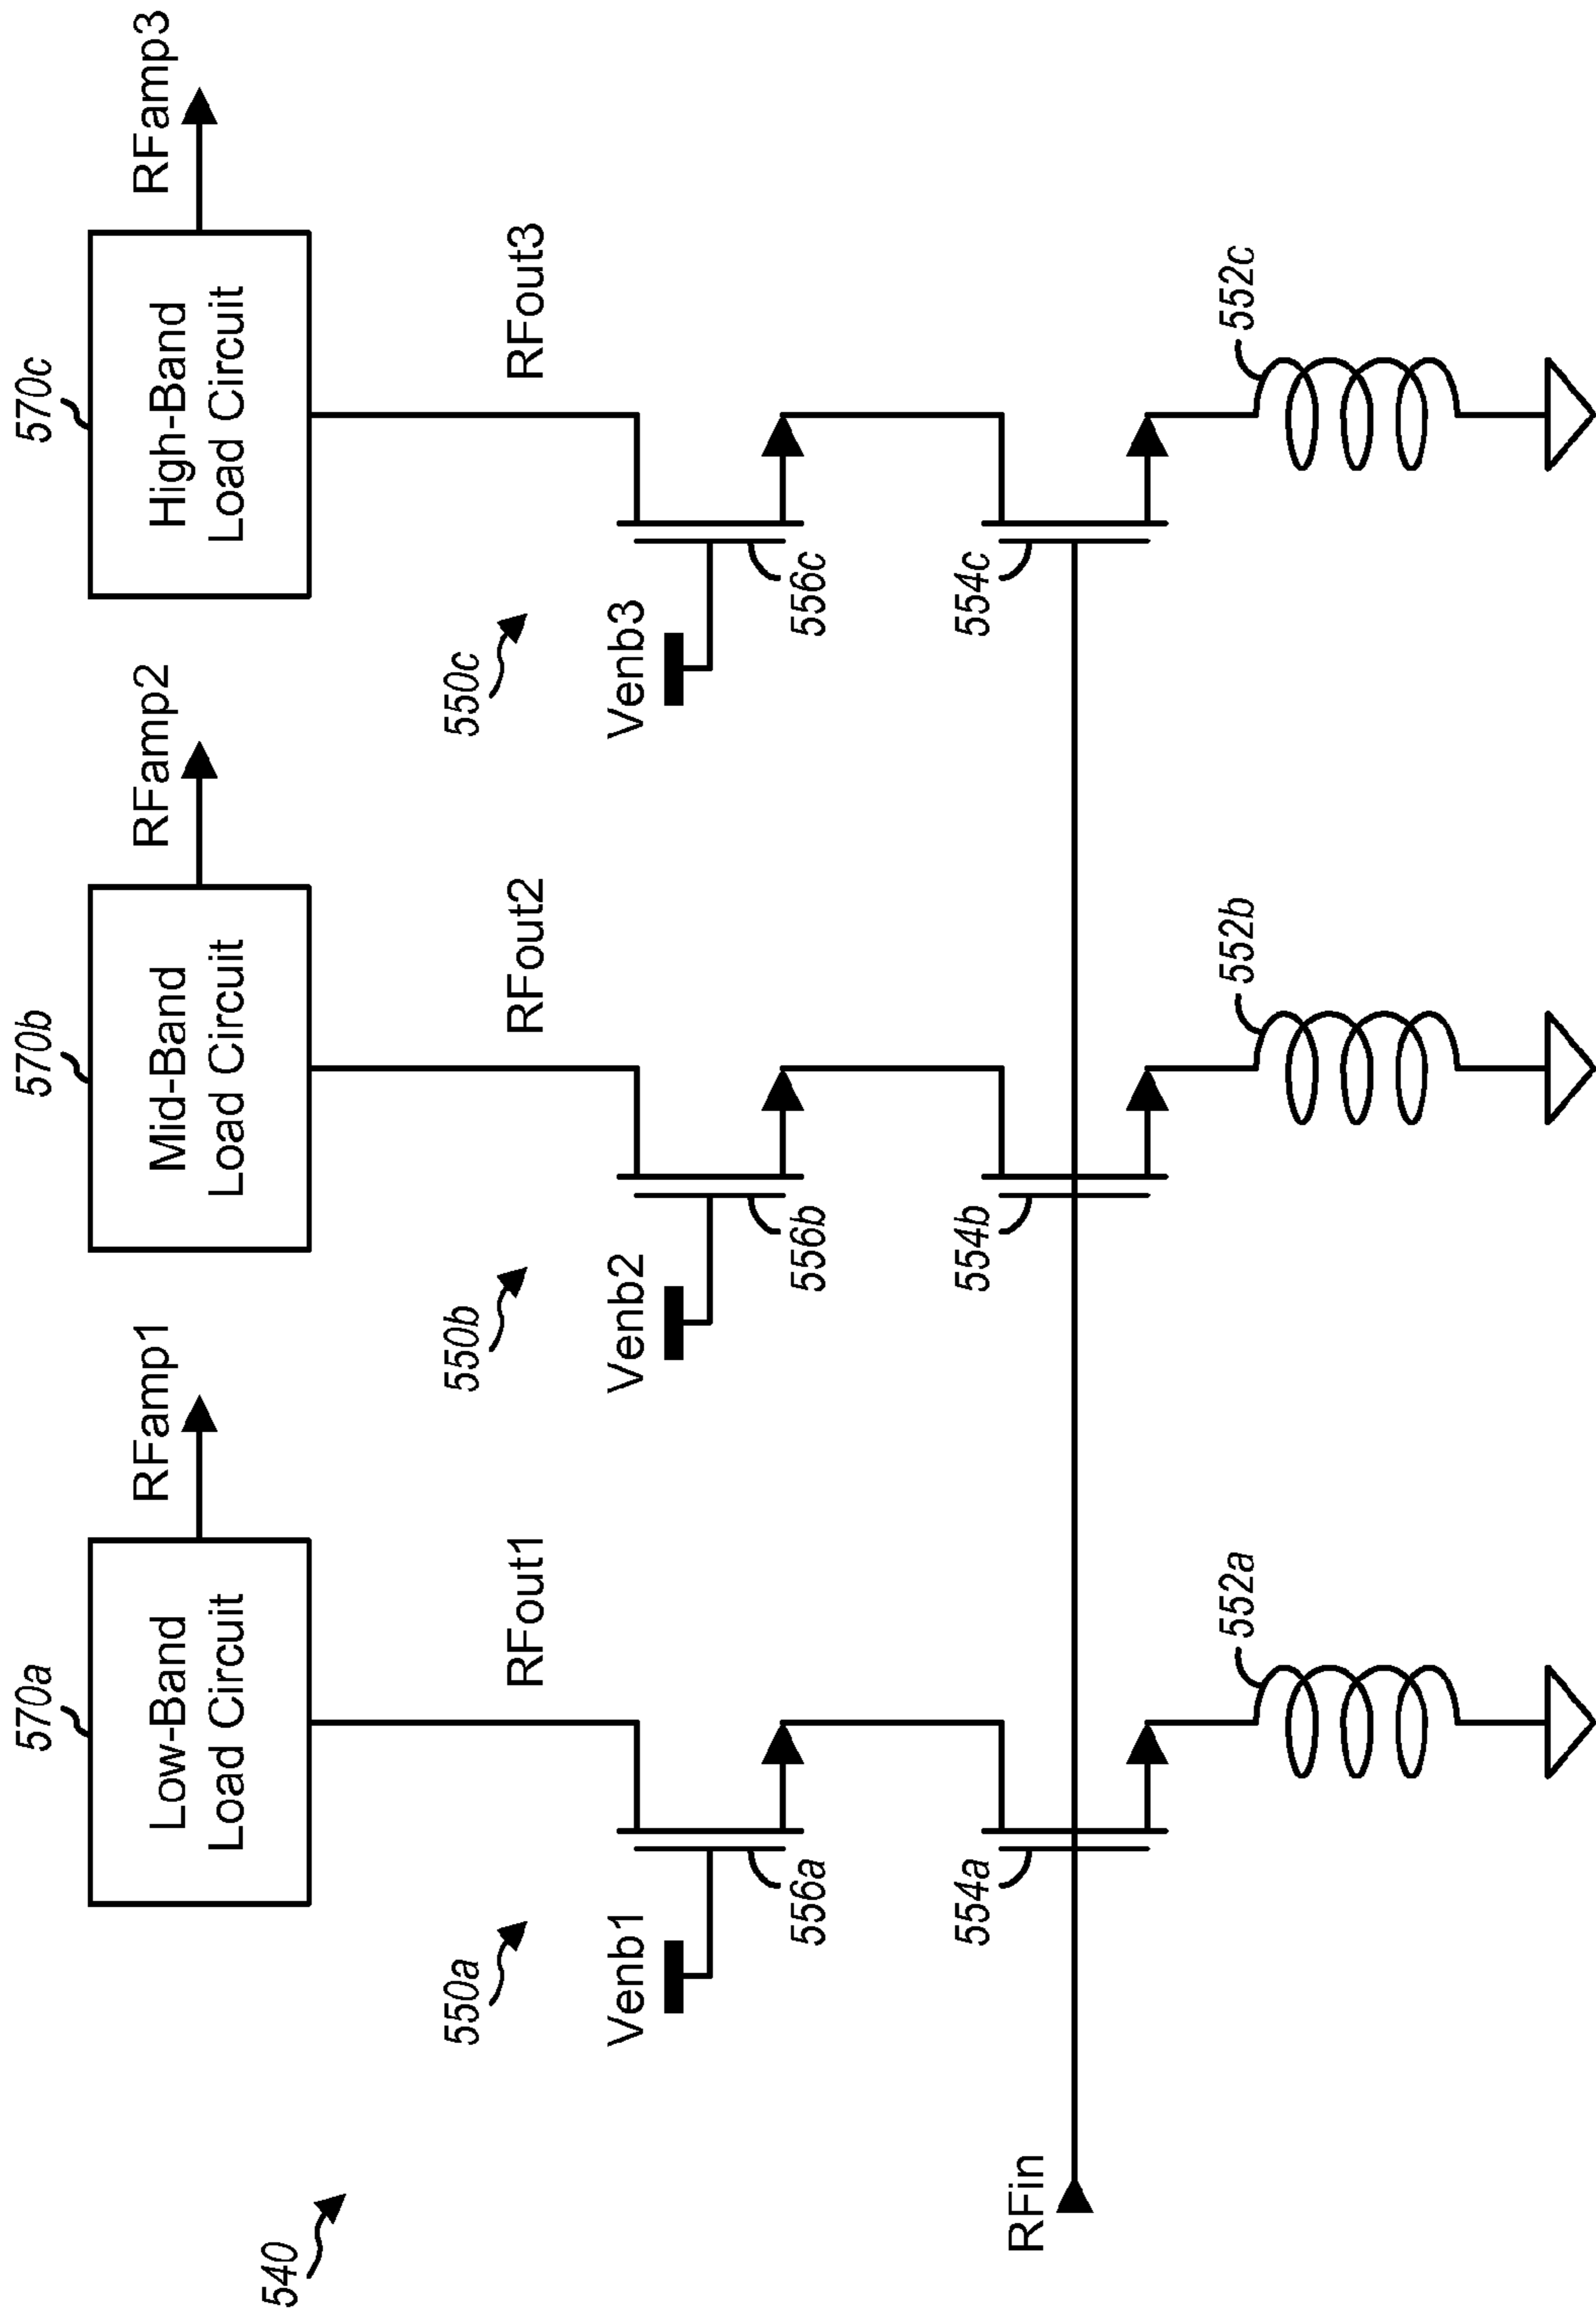 540
570a
Low-Band
Load Circuit
RFamp1
570b
Mid-Band
Load Circuit
RFamp2
570c
High-Band
Load Circuit
RFamp3
550a
RFout1
550b
RFout2
550c
RFout3
Venb1
556a
Venb2
556b
Venb3
556c
RFin
554a
554b
554c
552a
552b
552c